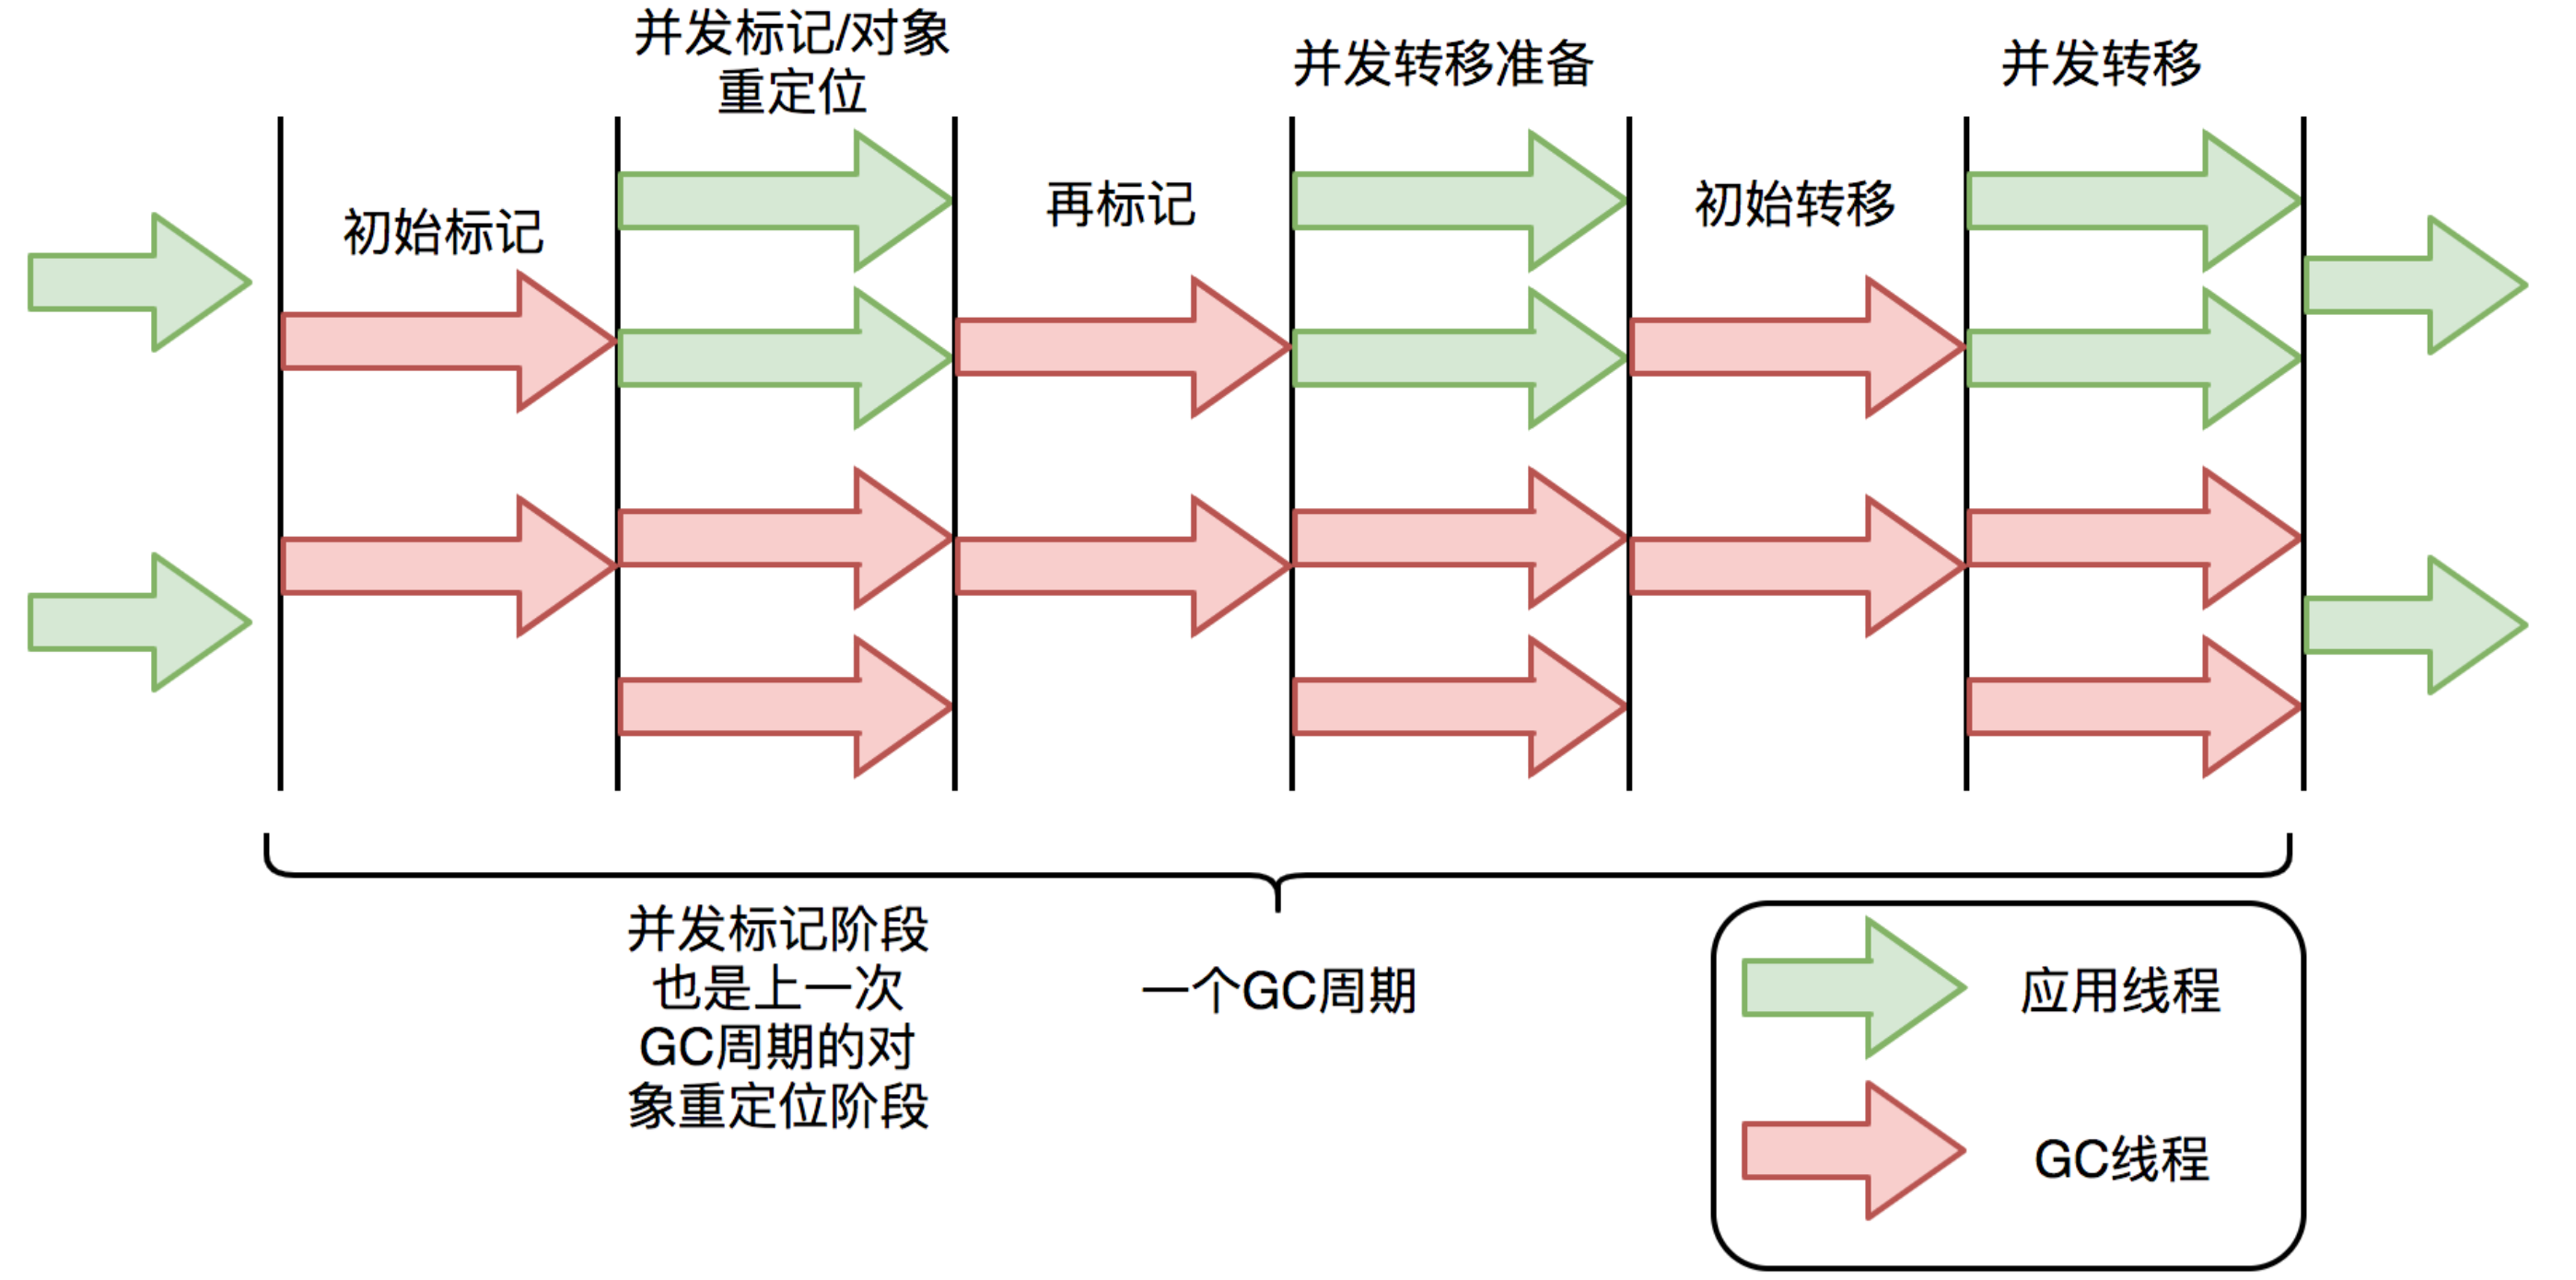 并发标记/对象
重定位
并发转移准备
并发转移
初始标记
再标记
初始转移
并发标记阶段
也是上一次
GC周期的对
象重定位阶段
一个GC周期
应用线程
GC线程